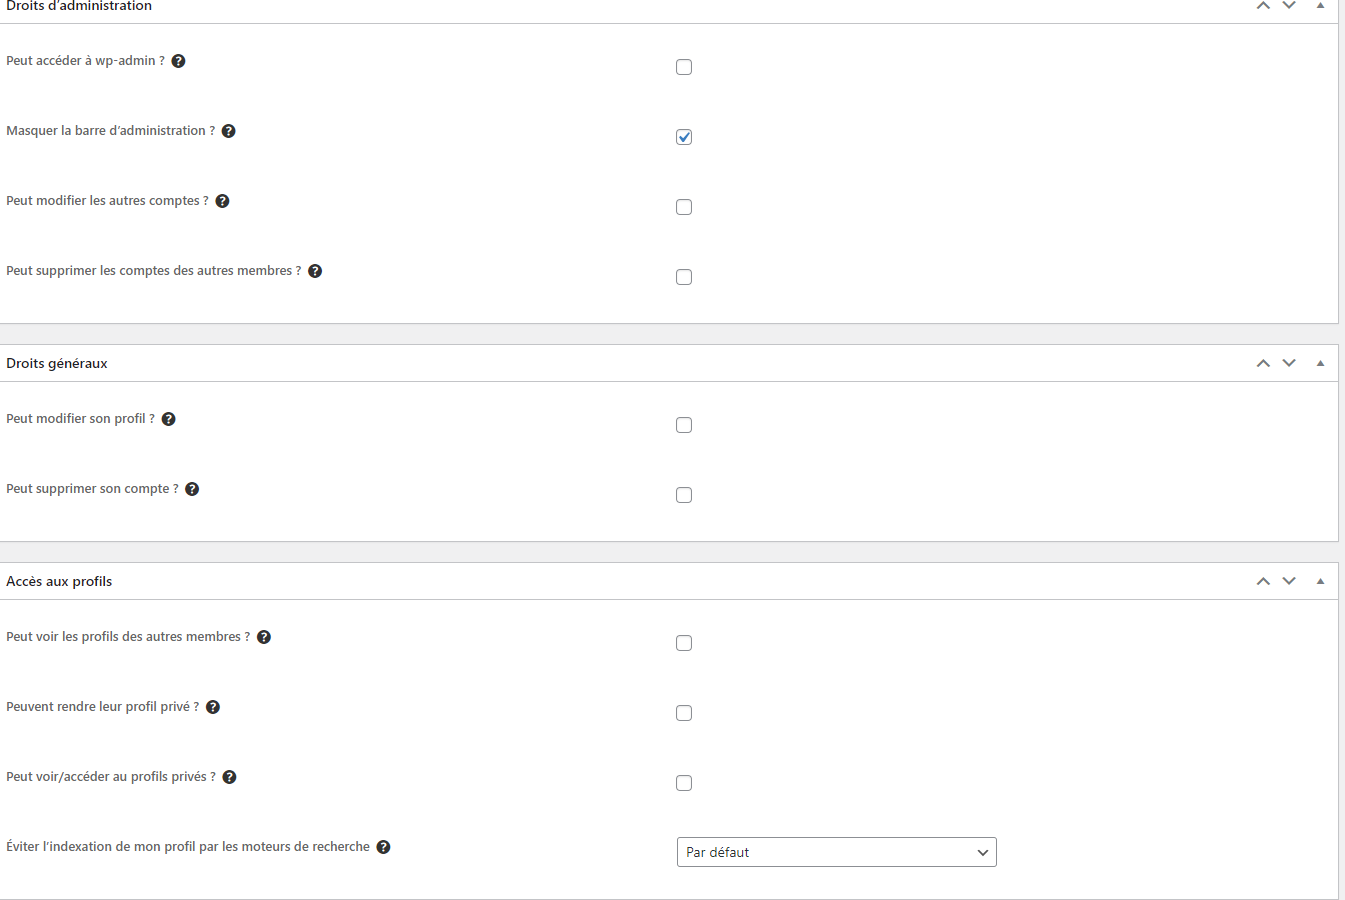 Droits d’administration
Peut accéder à wp-admin ?
Masquer la barre d’administration ?
Peut modifier les autres comptes ?
Peut supprimer les comptes des autres membres ?
Droits généraux
Peut modifier son profil ?
Peut supprimer son compte ?
Accès aux profils
Peut voir les profils des autres membres ?
Peuvent rendre leur profil privé ?
Peut voir/accéder au profils privés ?
Éviter l’indexation de mon profil par les moteurs de recherche
Par défaut